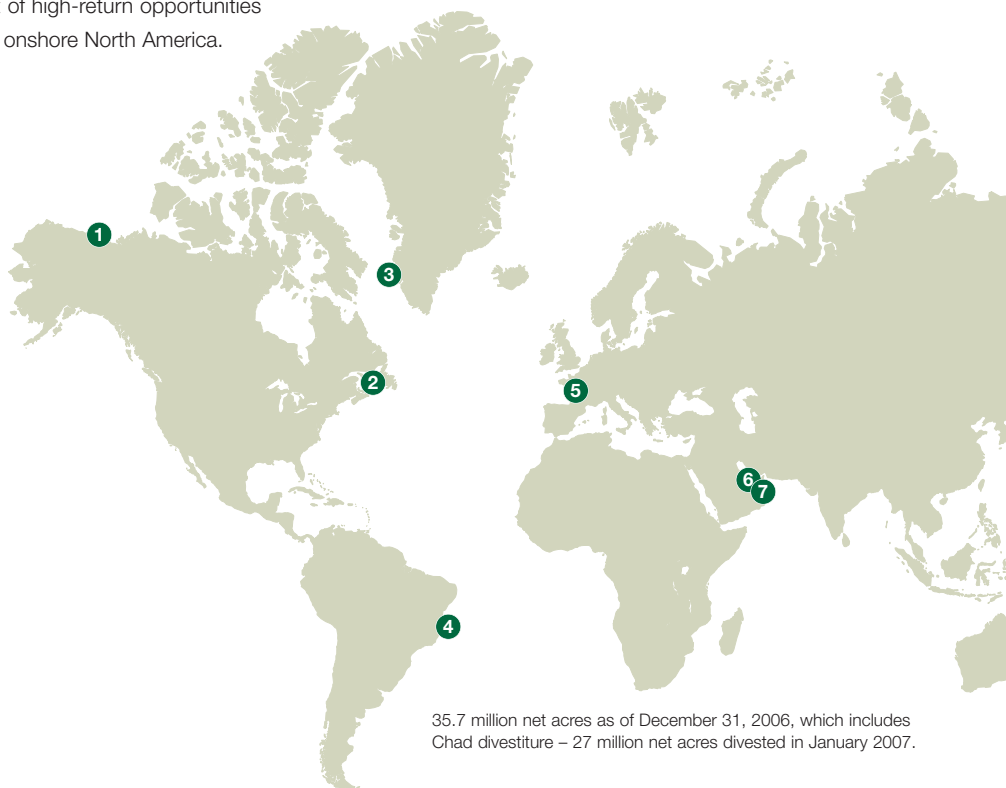 of high-return opportunities
onshore North America.
1
3
2
5
6
7
4
35.7 million net acres as of December 31, 2006, which includes
Chad divestiture – 27 million net acres divested in January 2007.